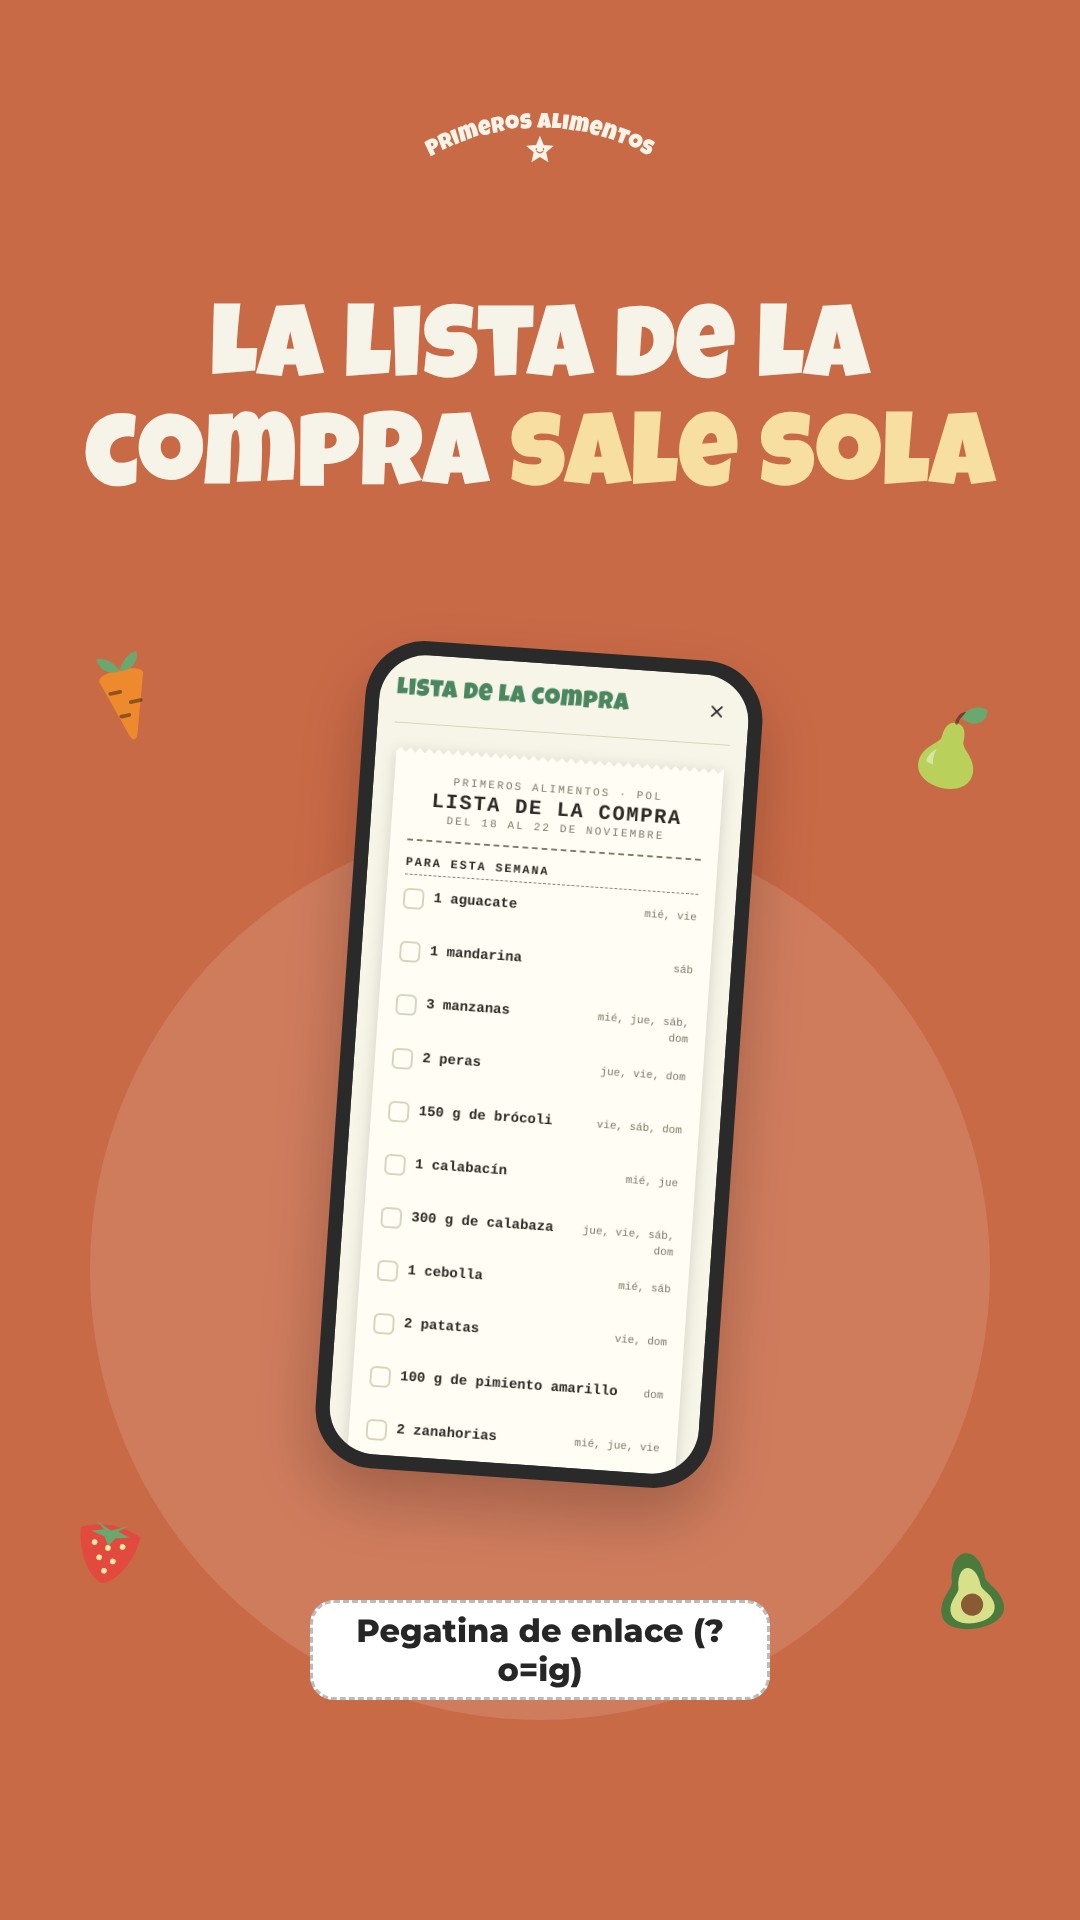 PRIMEROS ALIMENTOS
LA LISTA De LA
COMPRA SALe SOLA
LISTA De LA COMPRA
×
PRIMEROS ALIMENTOS · POL
LISTA DE LA COMPRA
DEL 18 AL 22 DE NOVIEMBRE
PARA ESTA SEMANA
1 aguacate mié, vie
1 mandarina sáb
3 manzanas mié, jue, sáb,
dom
2 peras jue, vie, dom
150 g de brócoli vie, sáb, dom
1 calabacín mié, jue
300 g de calabaza jue, vie, sáb,
dom
1 cebolla mié, sáb
2 patatas vie, dom
100 g de pimiento amarillo dom
2 zanahorias mié, jue, vie
Pegatina de enlace (?
o=ig)